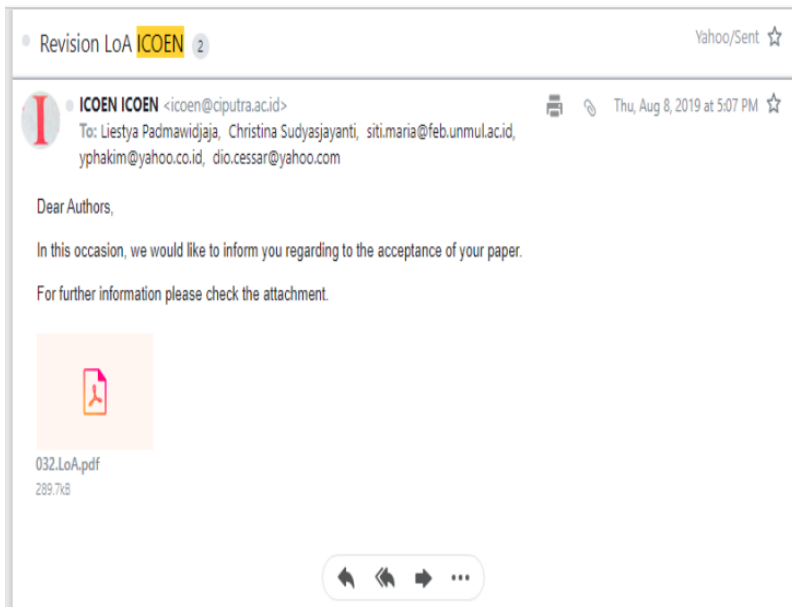 Revision LoA ICOEN 2
Yahoo/Sent
I
ICOEN ICOEN <icoen@ciputra.ac.id>
Thu, Aug 8, 2019 at 5:07 PM
To: Liestya Padmawidjaja, Christina Sudyasjayanti, siti.maria@feb.unmul.ac.id,
yphakim@yahoo.co.id, dio.cessar@yahoo.com
Dear Authors,
In this occasion, we would like to inform you regarding to the acceptance of your paper.
For further information please check the attachment.
032.LoA.pdf
289.7kB